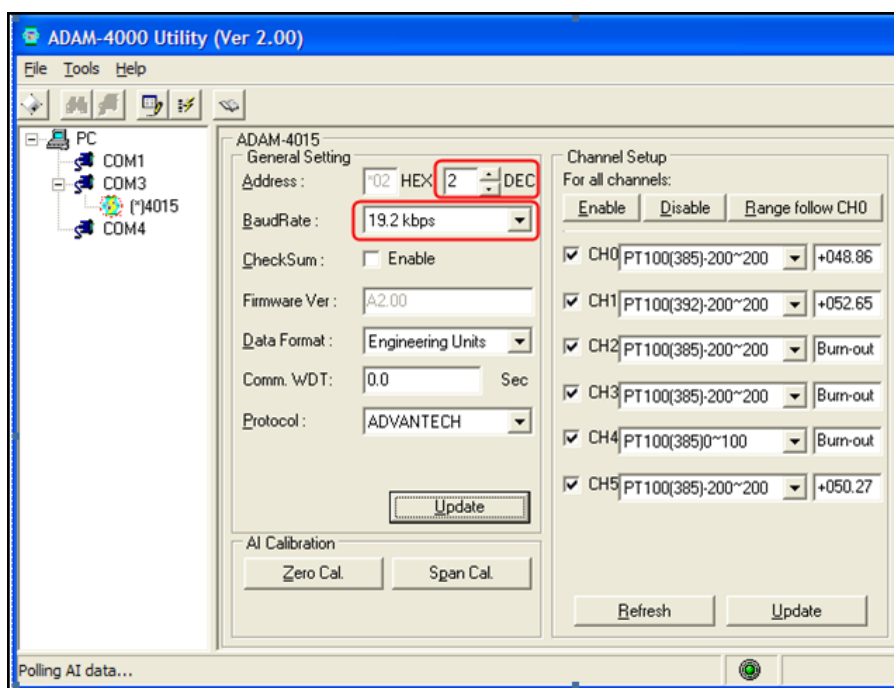 ADAM-4000 Utility (Ver 2.00)
File Tools Help
PC
COM1
COM3
(*)4015
COM4
ADAM-4015
General Setting
Address : *02 HEX 2 DEC
BaudRate : 19.2 kbps
CheckSum : Enable
Firmware Ver : A2.00
Data Format : Engineering Units
Comm. WDT: 0.0 Sec
Protocol : ADVANTECH
Update
AI Calibration
Zero Cal. Span Cal.
Channel Setup
For all channels:
Enable Disable Range follow CH0
CH0 PT100(385)-200~200 +048.86
CH1 PT100(392)-200~200 +052.65
CH2 PT100(385)-200~200 Burn-out
CH3 PT100(385)-200~200 Burn-out
CH4 PT100(385)0~100 Burn-out
CH5 PT100(385)-200~200 +050.27
Refresh Update
Polling AI data...